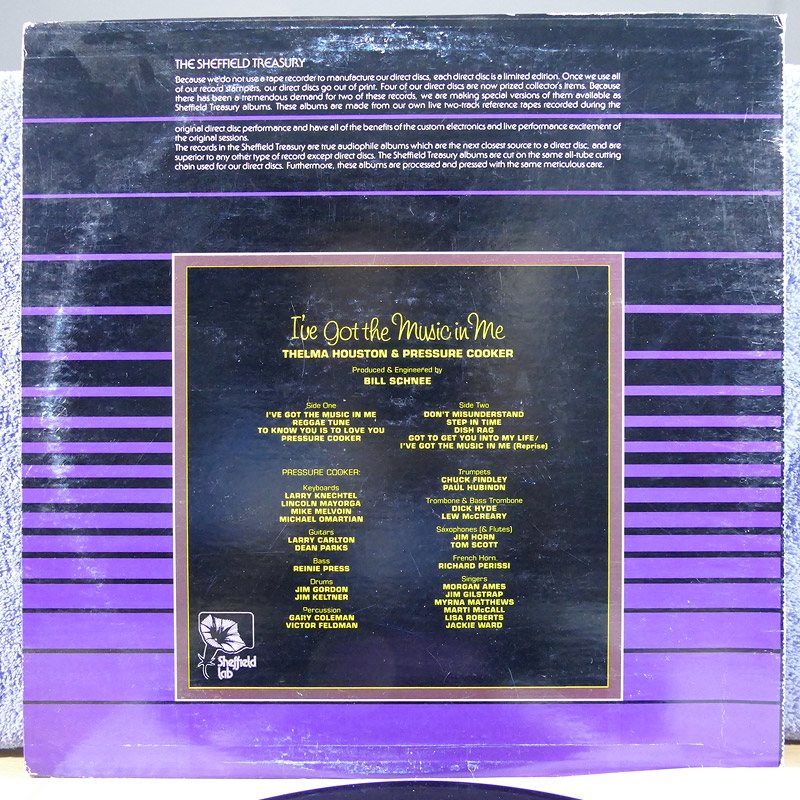 THE SHEFFIELD TREASURY
Because we do not use a tape recorder to manufacture our direct discs, each direct disc is a limited edition. Once we use all
of our record stampers, our direct discs go out of print. Four of our direct discs are now prized collector's items. Because
there has been a tremendous demand for two of these records, we are making special versions of them available as
Sheffield Treasury albums. These albums are made from our own live two-track reference tapes recorded during the
original direct disc performance and have all of the benefits of the custom electronics and live performance excitement of
the original sessions.
The records in the Sheffield Treasury are true audiophile albums which are the next closest source to a direct disc, and are
superior to any other type of record except direct discs. The Sheffield Treasury albums are cut on the same all-tube cutting
chain used for our direct discs. Furthermore, these albums are processed and pressed with the same meticulous care.
I've Got the Music in Me
THELMA HOUSTON & PRESSURE COOKER
Produced & Engineered by
BILL SCHNEE
Side One
I'VE GOT THE MUSIC IN ME
REGGAE TUNE
TO KNOW YOU IS TO LOVE YOU
PRESSURE COOKER
Side Two
DON'T MISUNDERSTAND
STEP IN TIME
DISH RAG
GOT TO GET YOU INTO MY LIFE/
I'VE GOT THE MUSIC IN ME (Reprise)
PRESSURE COOKER:
Keyboards
LARRY KNECHTEL
LINCOLN MAYORGA
MIKE MELVOIN
MICHAEL OMARTIAN
Guitars
LARRY CARLTON
DEAN PARKS
Bass
REINIE PRESS
Drums
JIM GORDON
JIM KELTNER
Percussion
GARY COLEMAN
VICTOR FELDMAN
Trumpets
CHUCK FINDLEY
PAUL HUBINON
Trombone & Bass Trombone
DICK HYDE
LEW McCREARY
Saxophones (& Flutes)
JIM HORN
TOM SCOTT
French Horn
RICHARD PERISSI
Singers
MORGAN AMES
JIM GILSTRAP
MYRNA MATTHEWS
MARTI McCALL
LISA ROBERTS
JACKIE WARD
Sheffield
lab